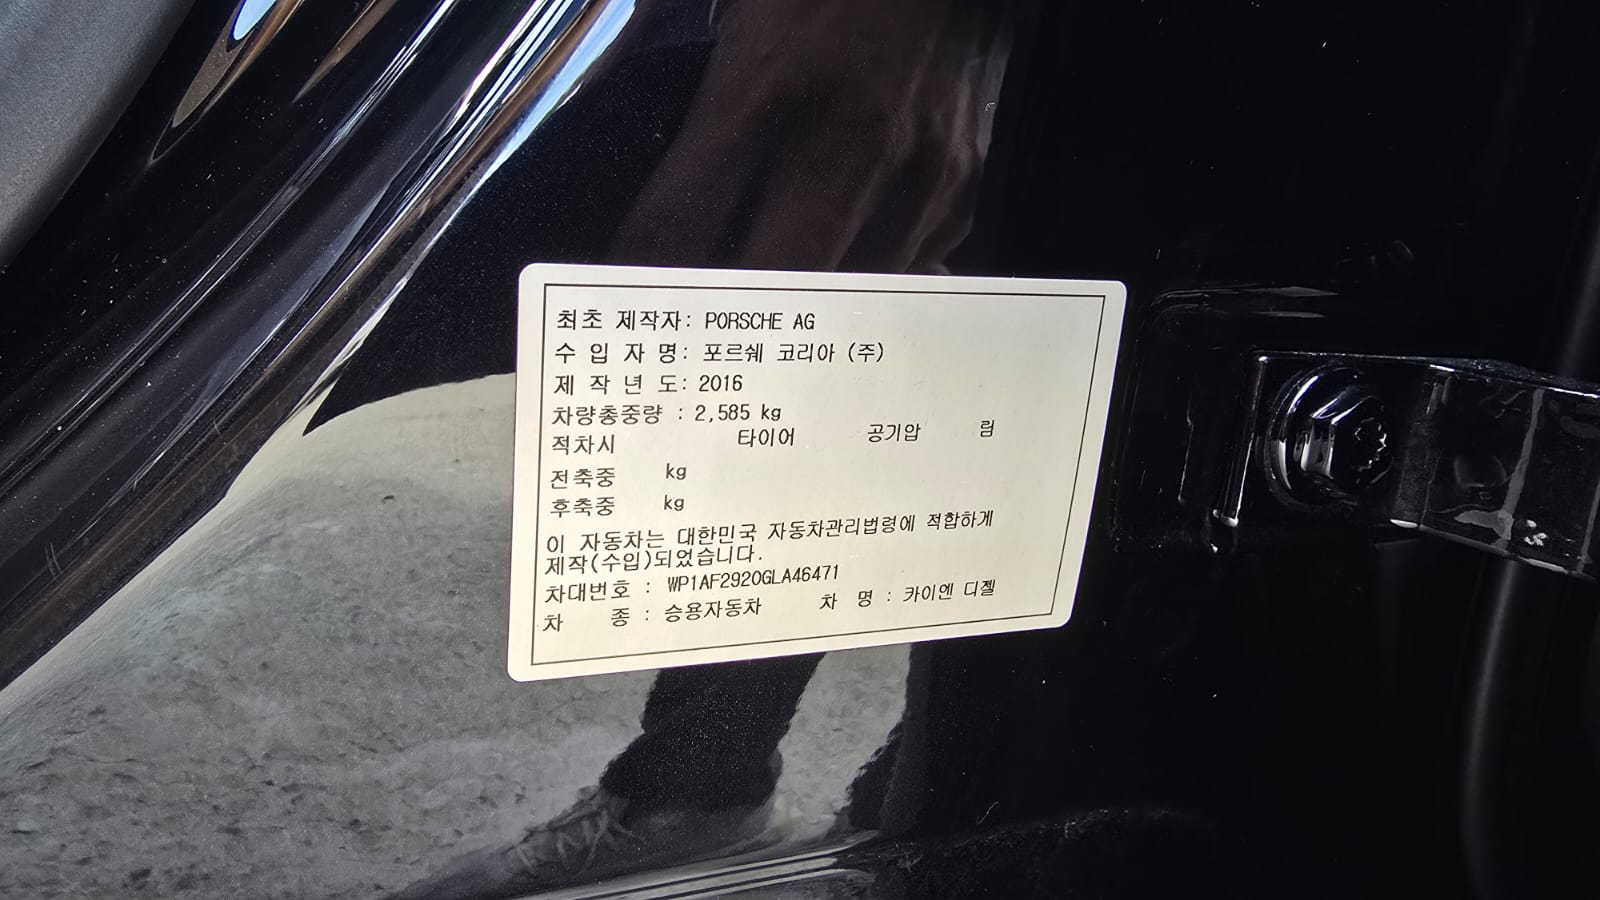 최초 제작자: PORSCHE AG
수 입 자 명: 포르쉐 코리아 (주)
제 작 년 도: 2016
차량총중량 : 2,585 kg
적차시 타이어 공기압 림
전축중 kg
후축중 kg
이 자동차는 대한민국 자동차관리법령에 적합하게
제작(수입)되었습니다.
차대번호 : WP1AF2920GLA46471
차 종 : 승용자동차 차 명 : 카이엔 디젤